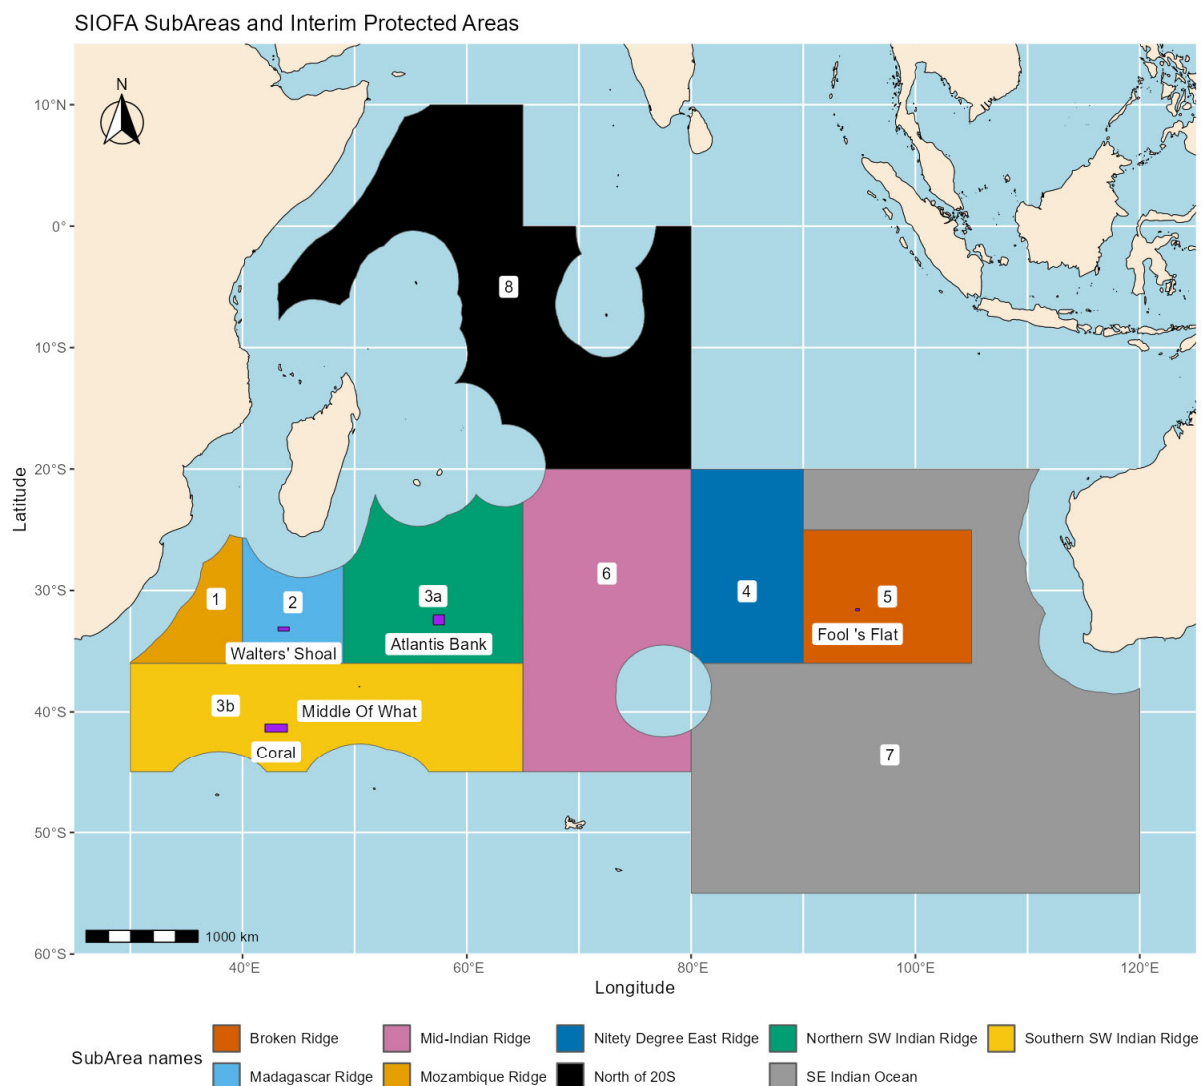 SIOFA SubAreas and Interim Protected Areas
N
10°N
0°
10°S
20°S
30°S
40°S
50°S
60°S
Latitude
8
6
4
5
Fool 's Flat
1
2
Walters' Shoal
3a
Atlantis Bank
3b
Middle Of What
Coral
7
1000 km
40°E 60°E 80°E 100°E 120°E
Longitude
SubArea names
Broken Ridge Mid-Indian Ridge Nitety Degree East Ridge Northern SW Indian Ridge Southern SW Indian Ridge
Madagascar Ridge Mozambique Ridge North of 20S SE Indian Ocean